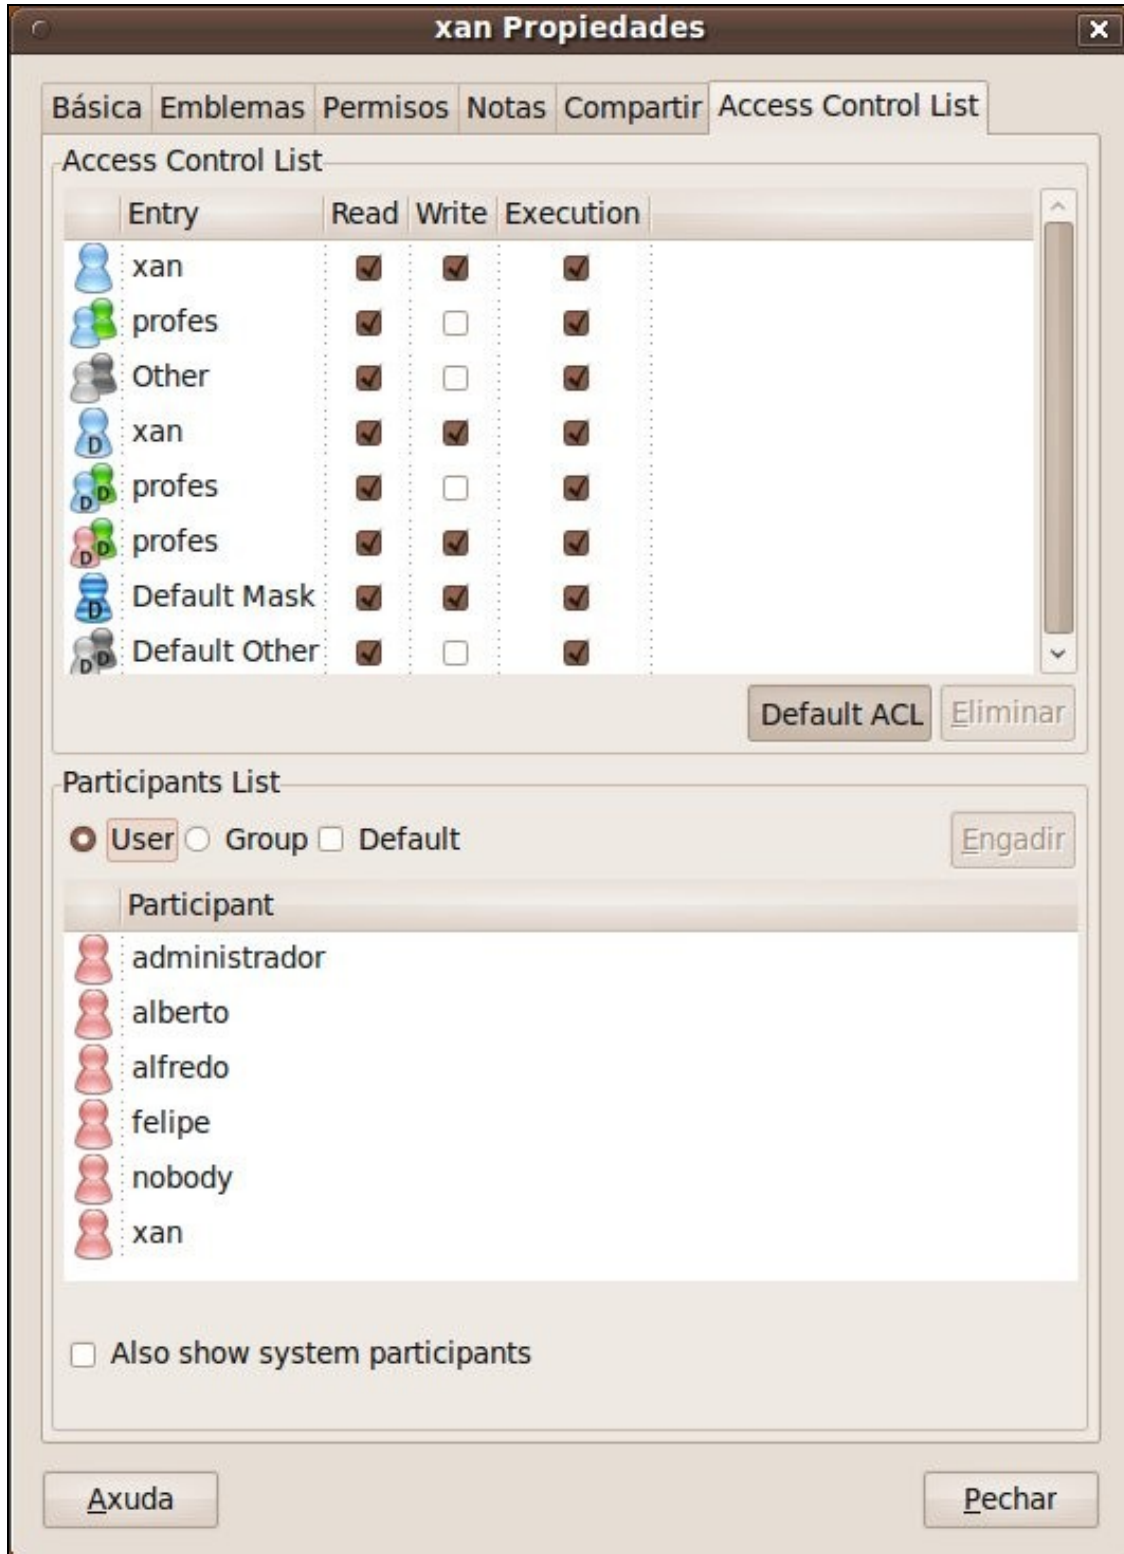 xan Propiedades
Básica Emblemas Permisos Notas Compartir Access Control List
Access Control List
Entry Read Write Execution
xan
profes
Other
D xan
D D profes
D D profes
D Default Mask
D D Default Other
Default ACL Eliminar
Participants List
User Group Default Engadir
Participant
administrador
alberto
alfredo
felipe
nobody
xan
Also show system participants
Axuda Pechar